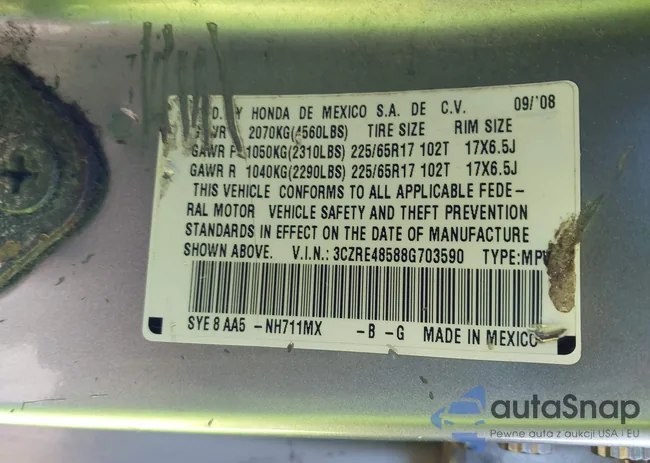 D. Y HONDA DE MEXICO S.A. DE C.V. 09/'08
GAWR 2070KG(4560LBS) TIRE SIZE RIM SIZE
GAWR F 1050KG(2310LBS) 225/65R17 102T 17X6.5J
GAWR R 1040KG(2290LBS) 225/65R17 102T 17X6.5J
THIS VEHICLE CONFORMS TO ALL APPLICABLE FEDE-
RAL MOTOR VEHICLE SAFETY AND THEFT PREVENTION
STANDARDS IN EFFECT ON THE DATE OF MANUFACTURE
SHOWN ABOVE. V.I.N.: 3CZRE48588G703590 TYPE:MPV
SYE 8 AA5 -NH711MX -B -G MADE IN MEXICO
autaSnap
Pewne auta z aukcji USA i EU